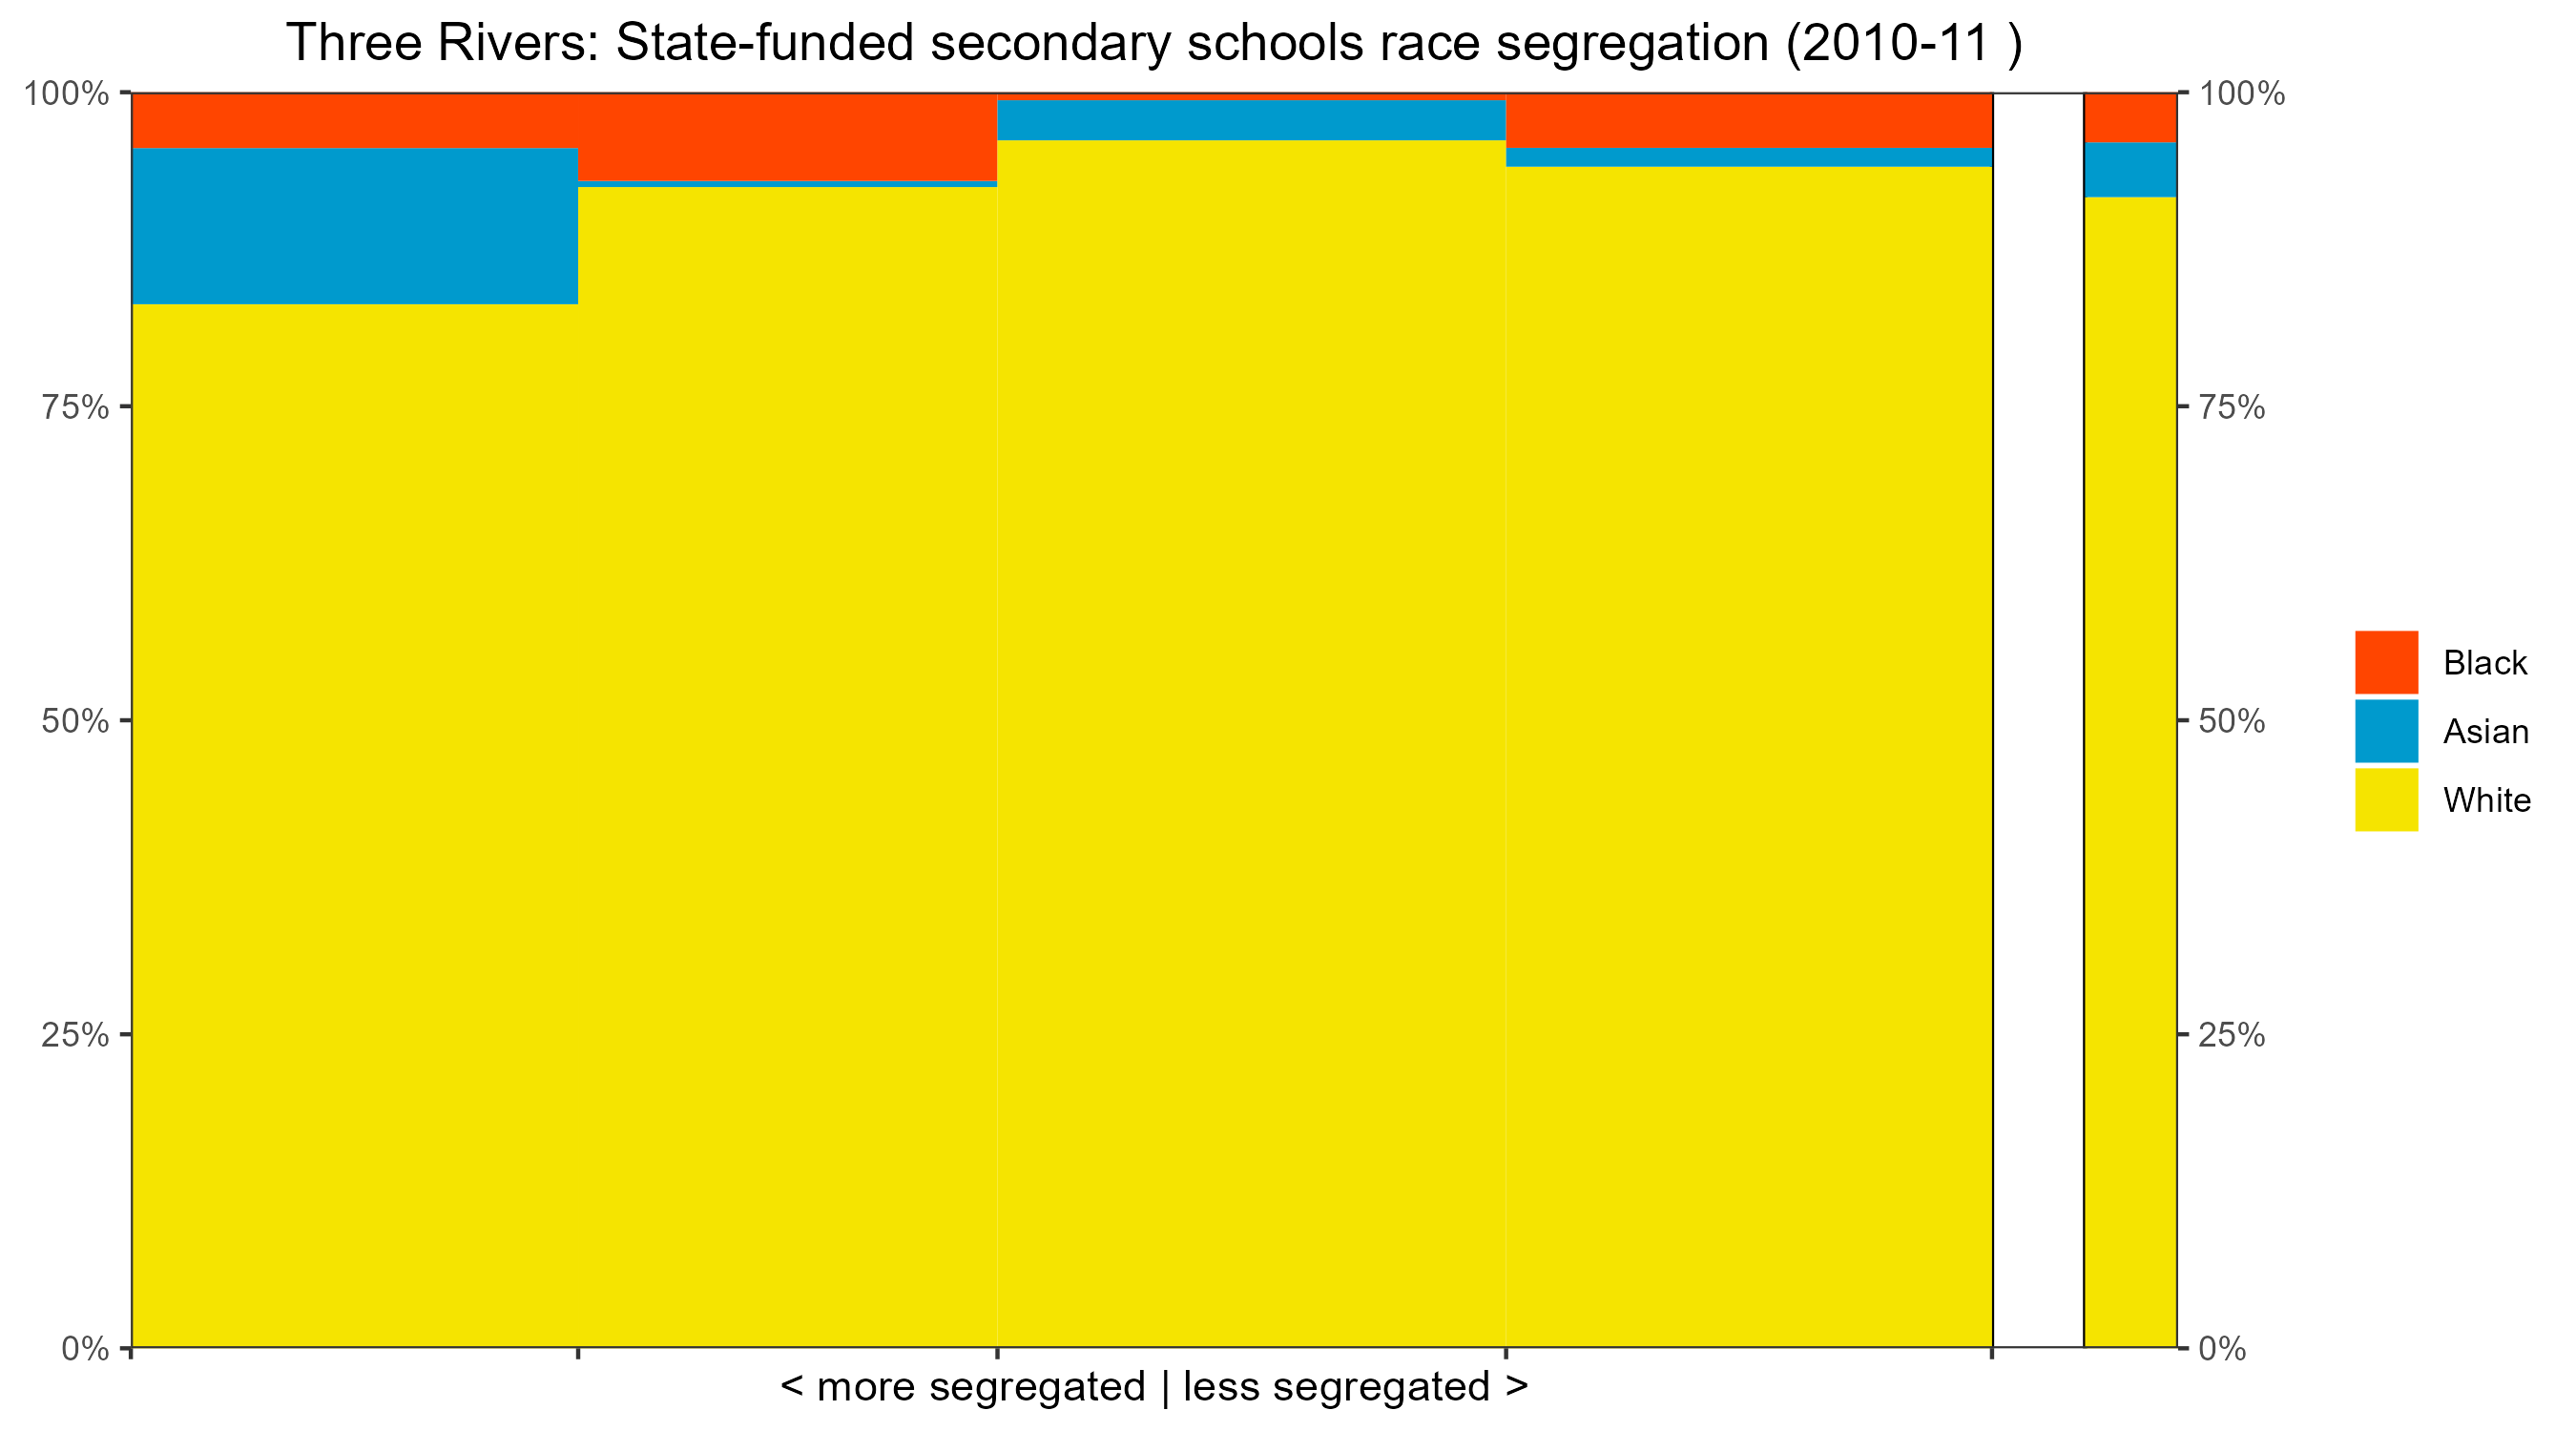 Three Rivers: State-funded secondary schools race segregation (2010-11 )
100%
75%
50%
25%
0%
100%
75%
50%
25%
0%
< more segregated | less segregated >
Black
Asian
White